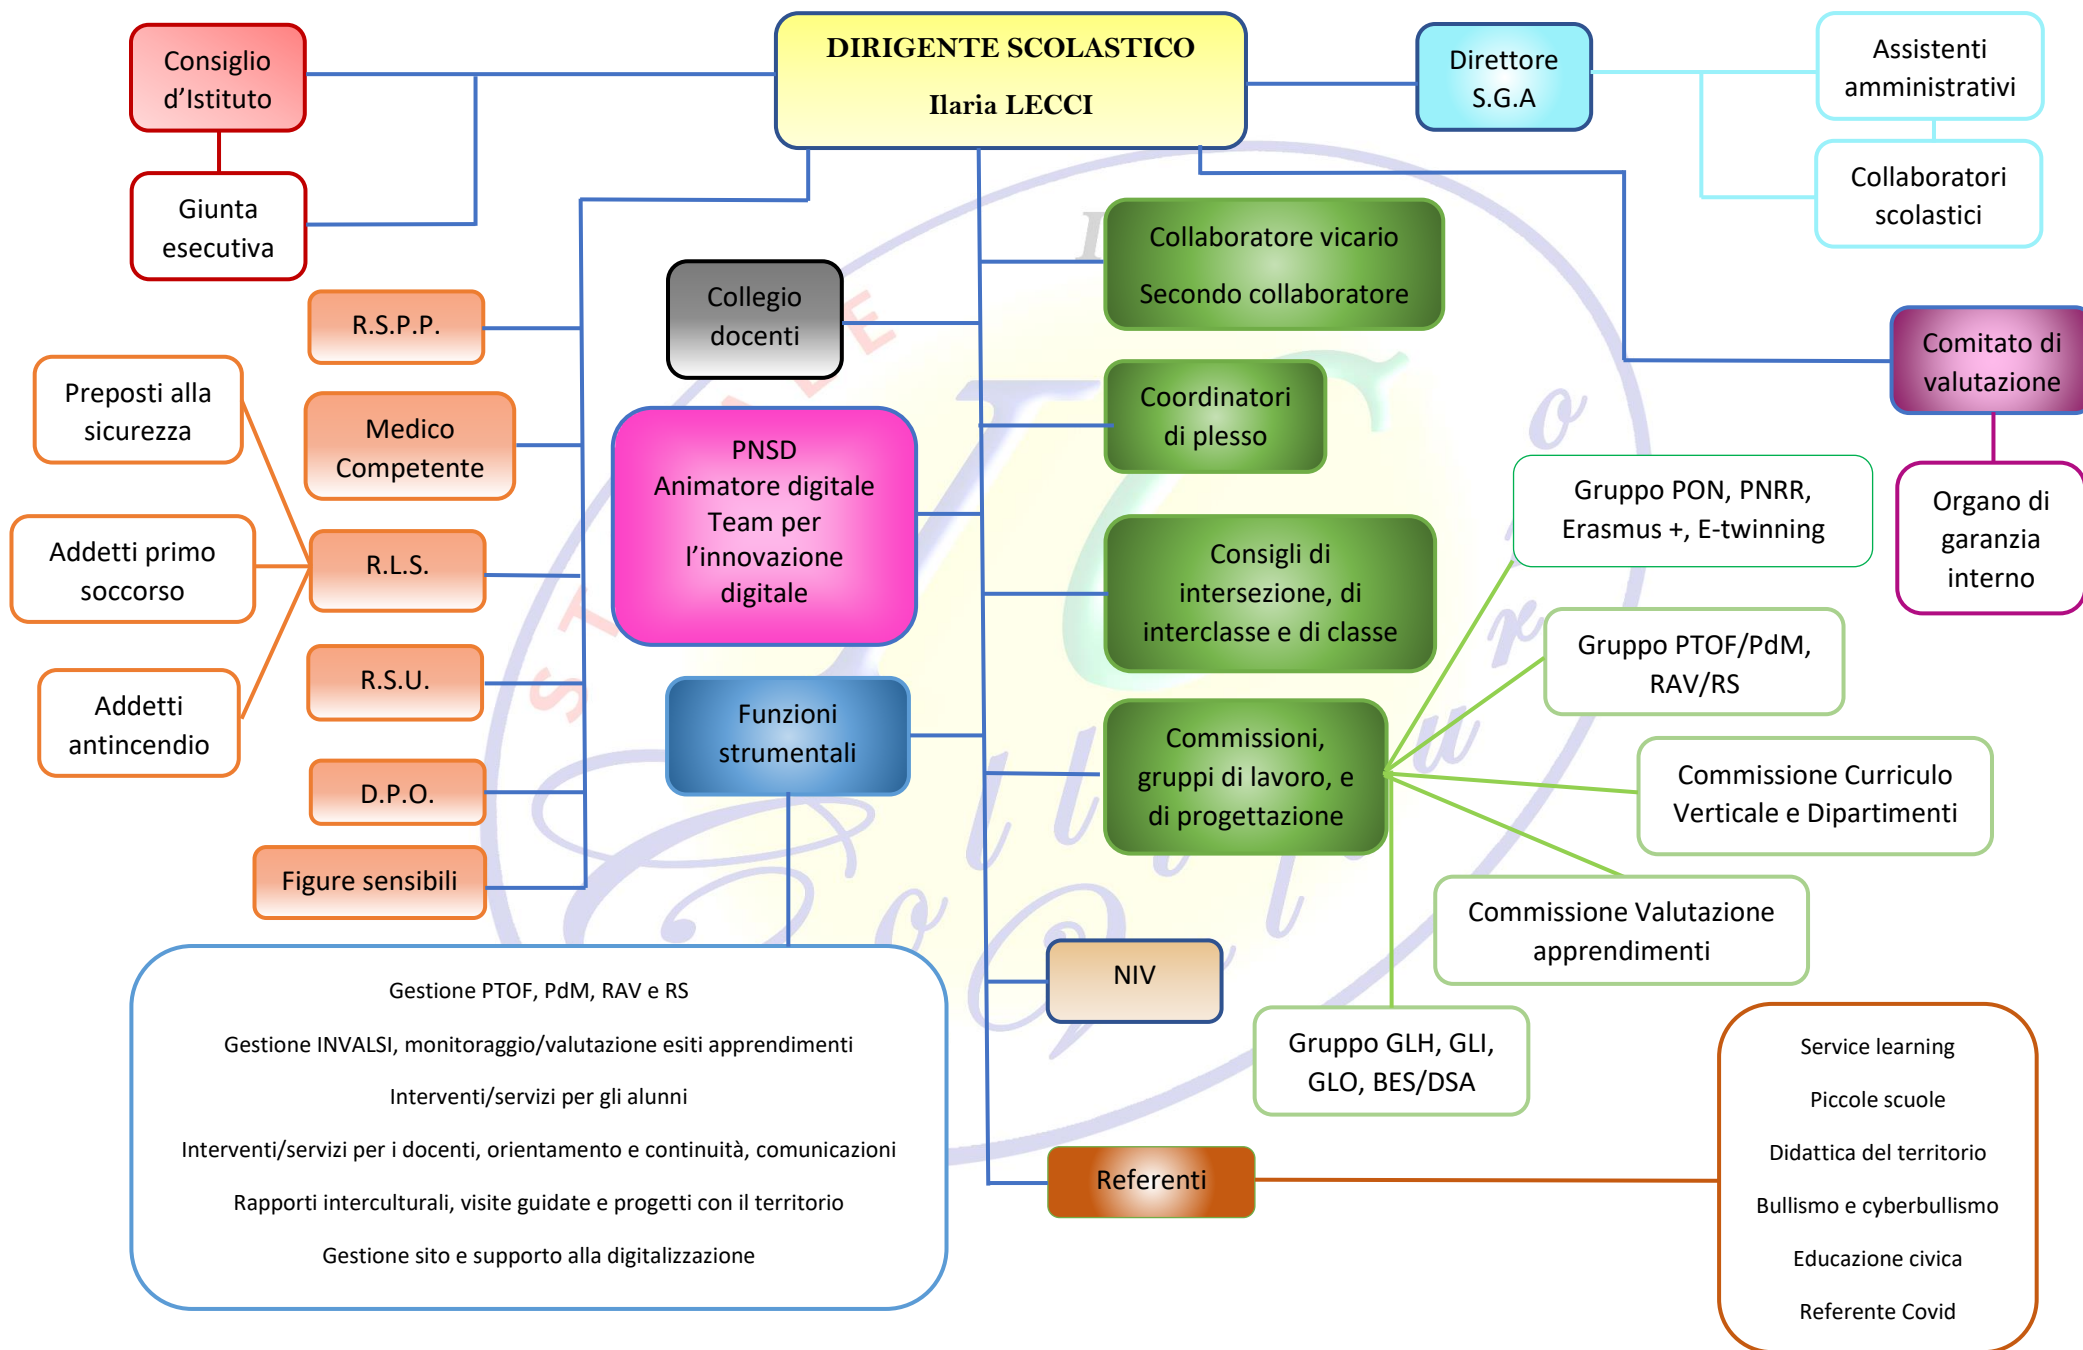 DIRIGENTE SCOLASTICO
Ilaria LECCI
Consiglio
d'Istituto
Giunta
esecutiva
Direttore
S.G.A
Assistenti
amministrativi
Collaboratori
scolastici
R.S.P.P.
Medico
Competente
R.L.S.
R.S.U.
D.P.O.
Figure sensibili
Preposti alla
sicurezza
Addetti primo
soccorso
Addetti
antincendio
Collegio
docenti
PNSD
Animatore digitale
Team per
l'innovazione
digitale
Funzioni
strumentali
Gestione PTOF, PdM, RAV e RS
Gestione INVALSI, monitoraggio/valutazione esiti apprendimenti
Interventi/servizi per gli alunni
Interventi/servizi per i docenti, orientamento e continuità, comunicazioni
Rapporti interculturali, visite guidate e progetti con il territorio
Gestione sito e supporto alla digitalizzazione
Collaboratore vicario
Secondo collaboratore
Coordinatori
di plesso
Consigli di
intersezione, di
interclasse e di classe
Commissioni,
gruppi di lavoro, e
di progettazione
NIV
Referenti
Comitato di
valutazione
Organo di
garanzia
interno
Gruppo PON, PNRR,
Erasmus +, E-twinning
Gruppo PTOF/PdM,
RAV/RS
Commissione Curriculo
Verticale e Dipartimenti
Commissione Valutazione
apprendimenti
Gruppo GLH, GLI,
GLO, BES/DSA
Service learning
Piccole scuole
Didattica del territorio
Bullismo e cyberbullismo
Educazione civica
Referente Covid